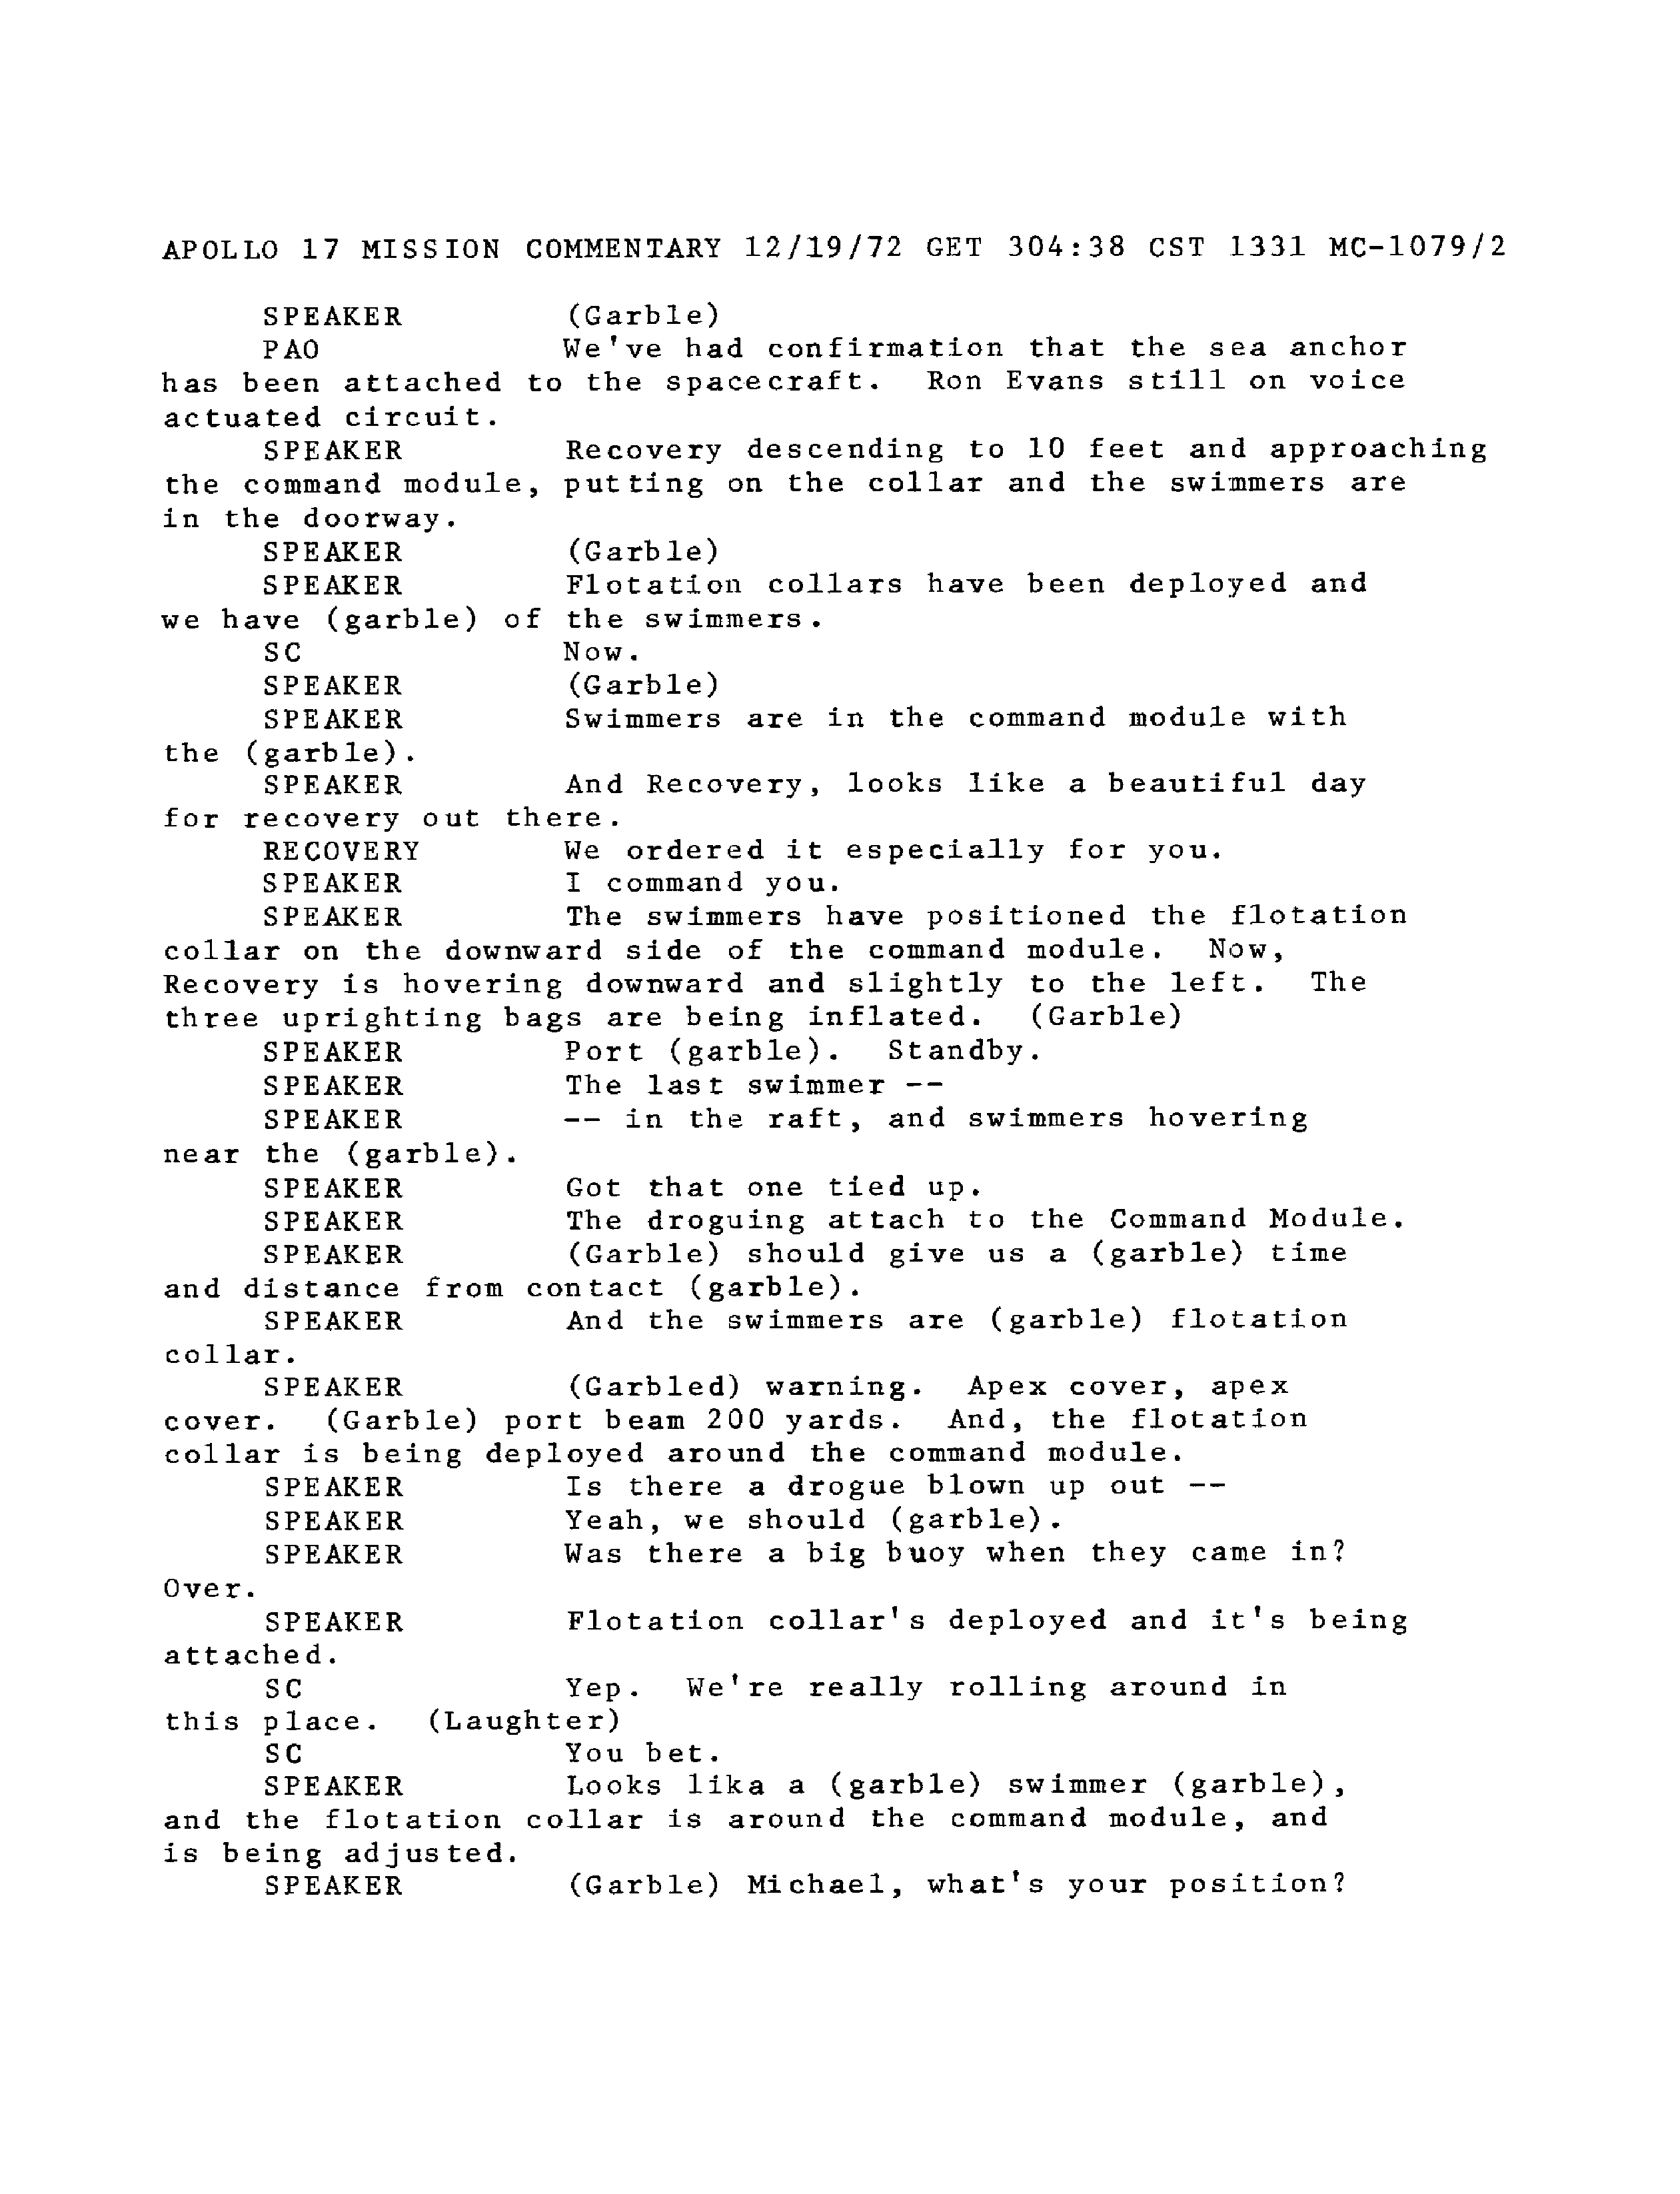 APOLLO 17 MISSION COMMENTARY 12/19/72 GET 304:38 CST 1331 MC-1079/2
SPEAKER (Garble)
PAO We've had confirmation that the sea anchor
has been attached to the spacecraft. Ron Evans still on voice
actuated circuit.
SPEAKER Recovery descending to 10 feet and approaching
the command module, putting on the collar and the swimmers are
in the doorway.
SPEAKER (Garble)
SPEAKER Flotation collars have been deployed and
we have (garble) of the swimmers.
SC Now.
SPEAKER (Garble)
SPEAKER Swimmers are in the command module with
the (garble).
SPEAKER And Recovery, looks like a beautiful day
for recovery out there.
RECOVERY We ordered it especially for you.
SPEAKER I command you.
SPEAKER The swimmers have positioned the flotation
collar on the downward side of the command module. Now,
Recovery is hovering downward and slightly to the left. The
three uprighting bags are being inflated. (Garble)
SPEAKER Port (garble). Standby.
SPEAKER The last swimmer --
SPEAKER -- in the raft, and swimmers hovering
near the (garble).
SPEAKER Got that one tied up.
SPEAKER The droguing attach to the Command Module.
SPEAKER (Garble) should give us a (garble) time
and distance from contact (garble).
SPEAKER And the swimmers are (garble) flotation
collar.
SPEAKER (Garbled) warning. Apex cover, apex
cover. (Garble) port beam 200 yards. And, the flotation
collar is being deployed around the command module.
SPEAKER Is there a drogue blown up out --
SPEAKER Yeah, we should (garble).
SPEAKER Was there a big buoy when they came in?
Over.
SPEAKER Flotation collar's deployed and it's being
attached.
SC Yep. We're really rolling around in
this place. (Laughter)
SC You bet.
SPEAKER Looks lika a (garble) swimmer (garble),
and the flotation collar is around the command module, and
is being adjusted.
SPEAKER (Garble) Michael, what's your position?